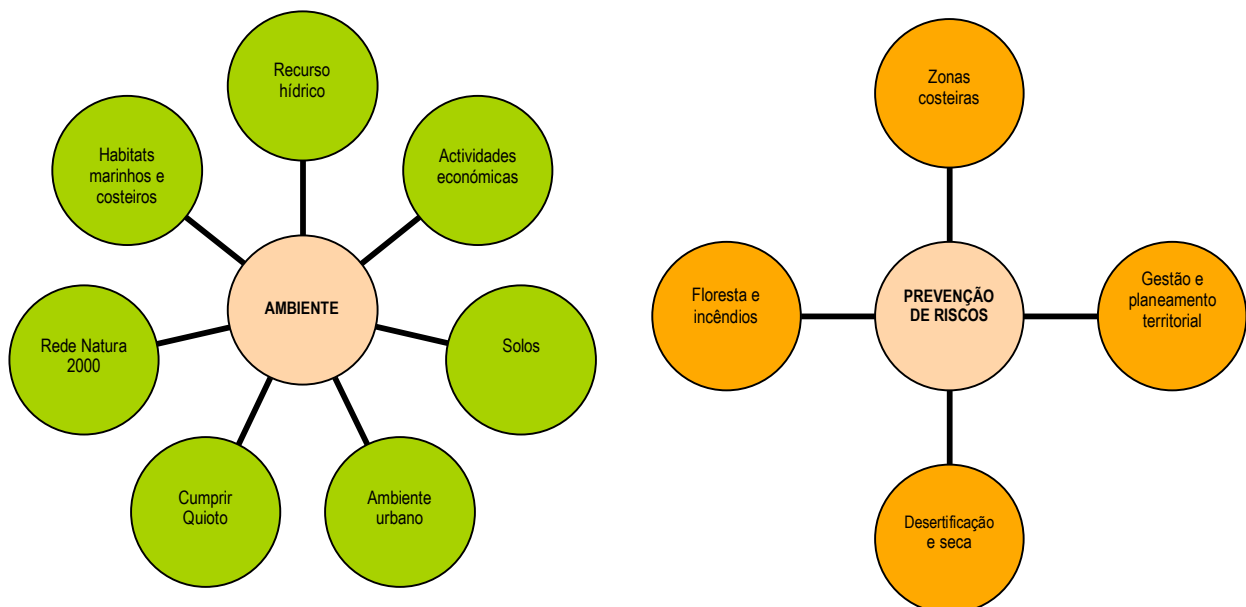 Recurso
hídrico
Actividades
económicas
Solos
Ambiente
urbano
Cumprir
Quioto
Rede Natura
2000
Habitats
marinhos e
costeiros
AMBIENTE
Zonas
costeiras
Gestão e
planeamento
territorial
Desertificação
e seca
Floresta e
incêndios
PREVENÇÃO
DE RISCOS